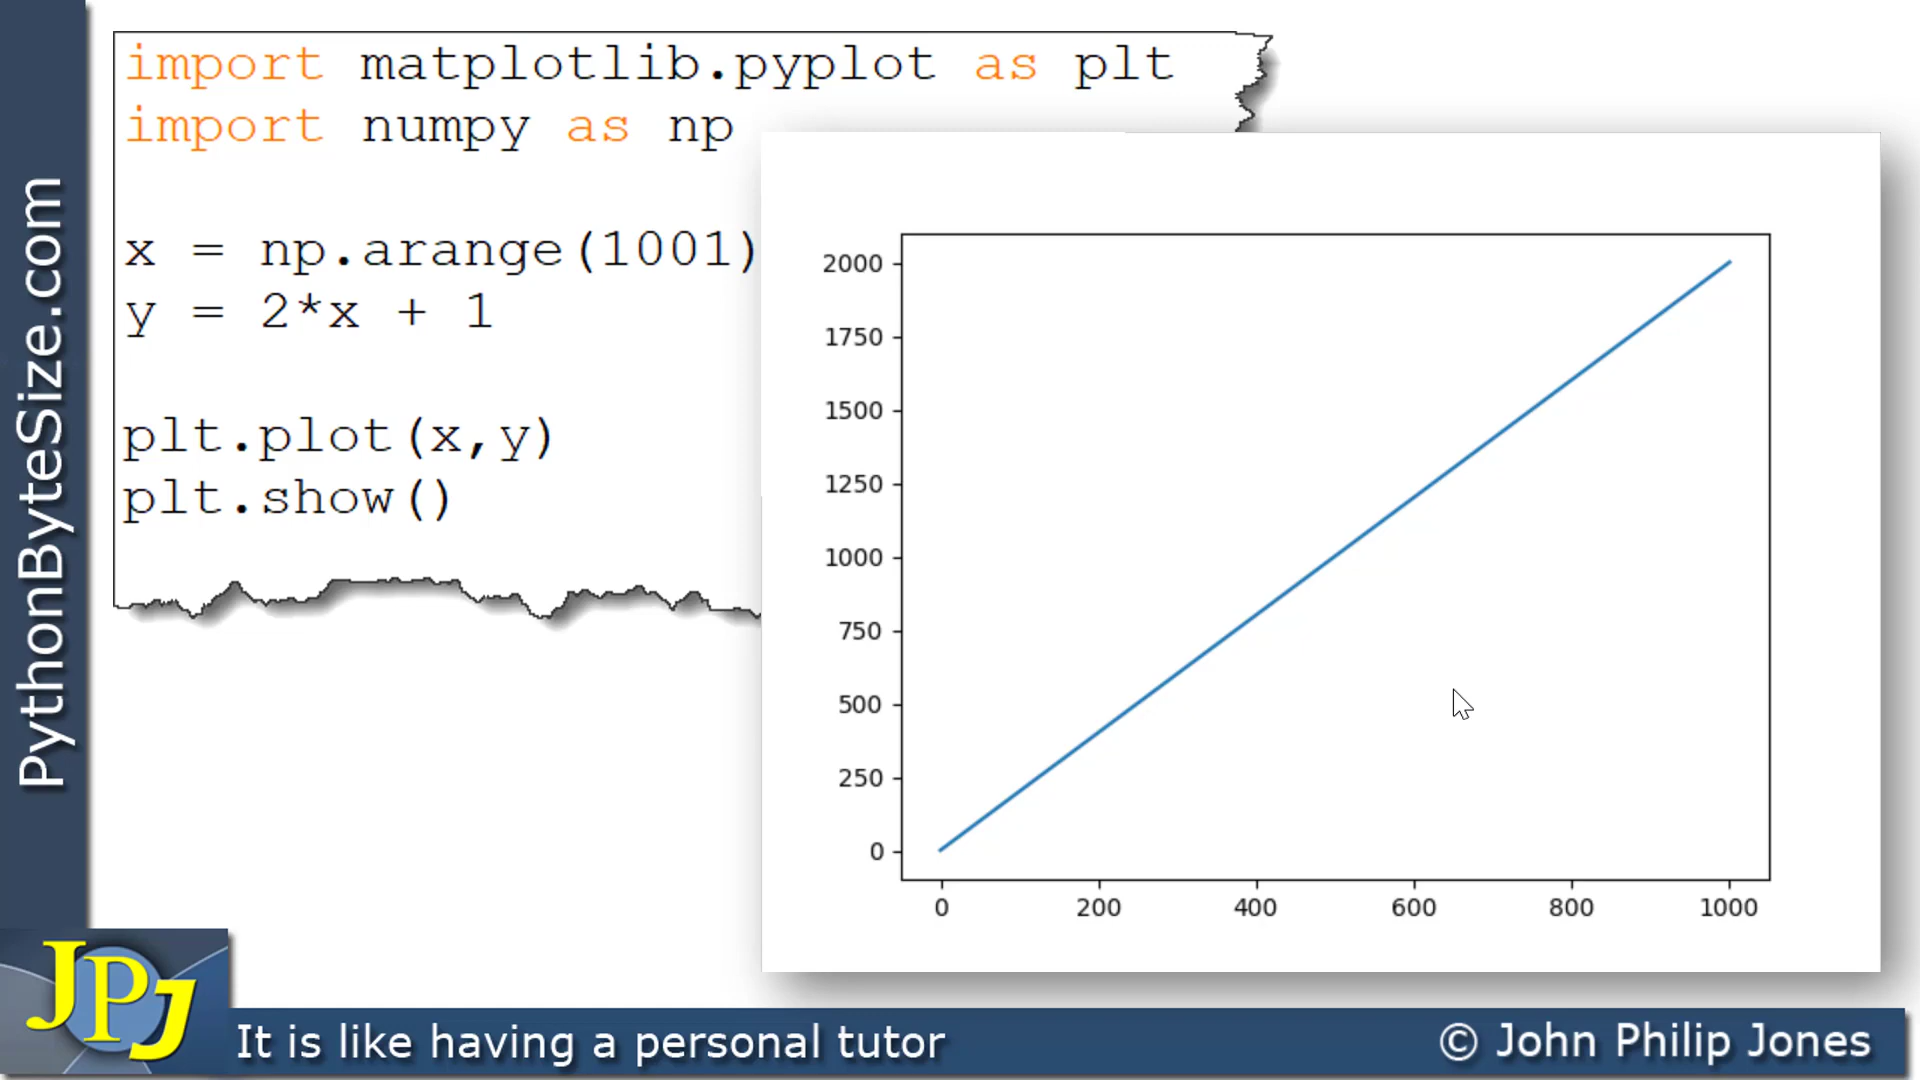 PythonByteSize.com
import matplotlib.pyplot as plt
import numpy as np
x = np.arange(1001)
y = 2*x + 1
plt.plot(x,y)
plt.show()
2000
1750
1500
1250
1000
750
500
250
0
0 200 400 600 800 1000
JPJ
It is like having a personal tutor
© John Philip Jones